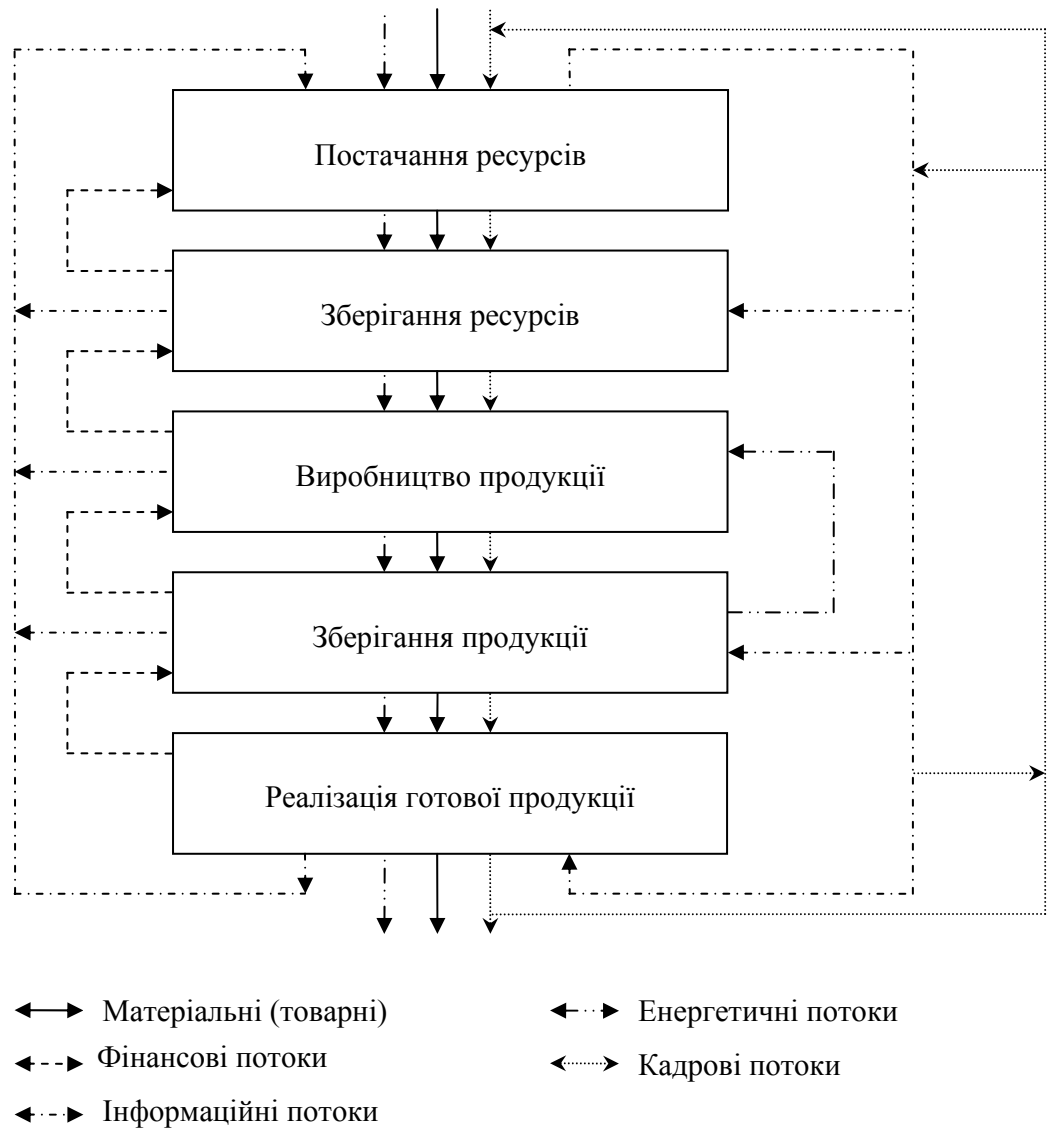 Постачання ресурсів
Зберігання ресурсів
Виробництво продукції
Зберігання продукції
Реалізація готової продукції
Матеріальні (товарні)
Фінансові потоки
Інформаційні потоки
Енергетичні потоки
Кадрові потоки